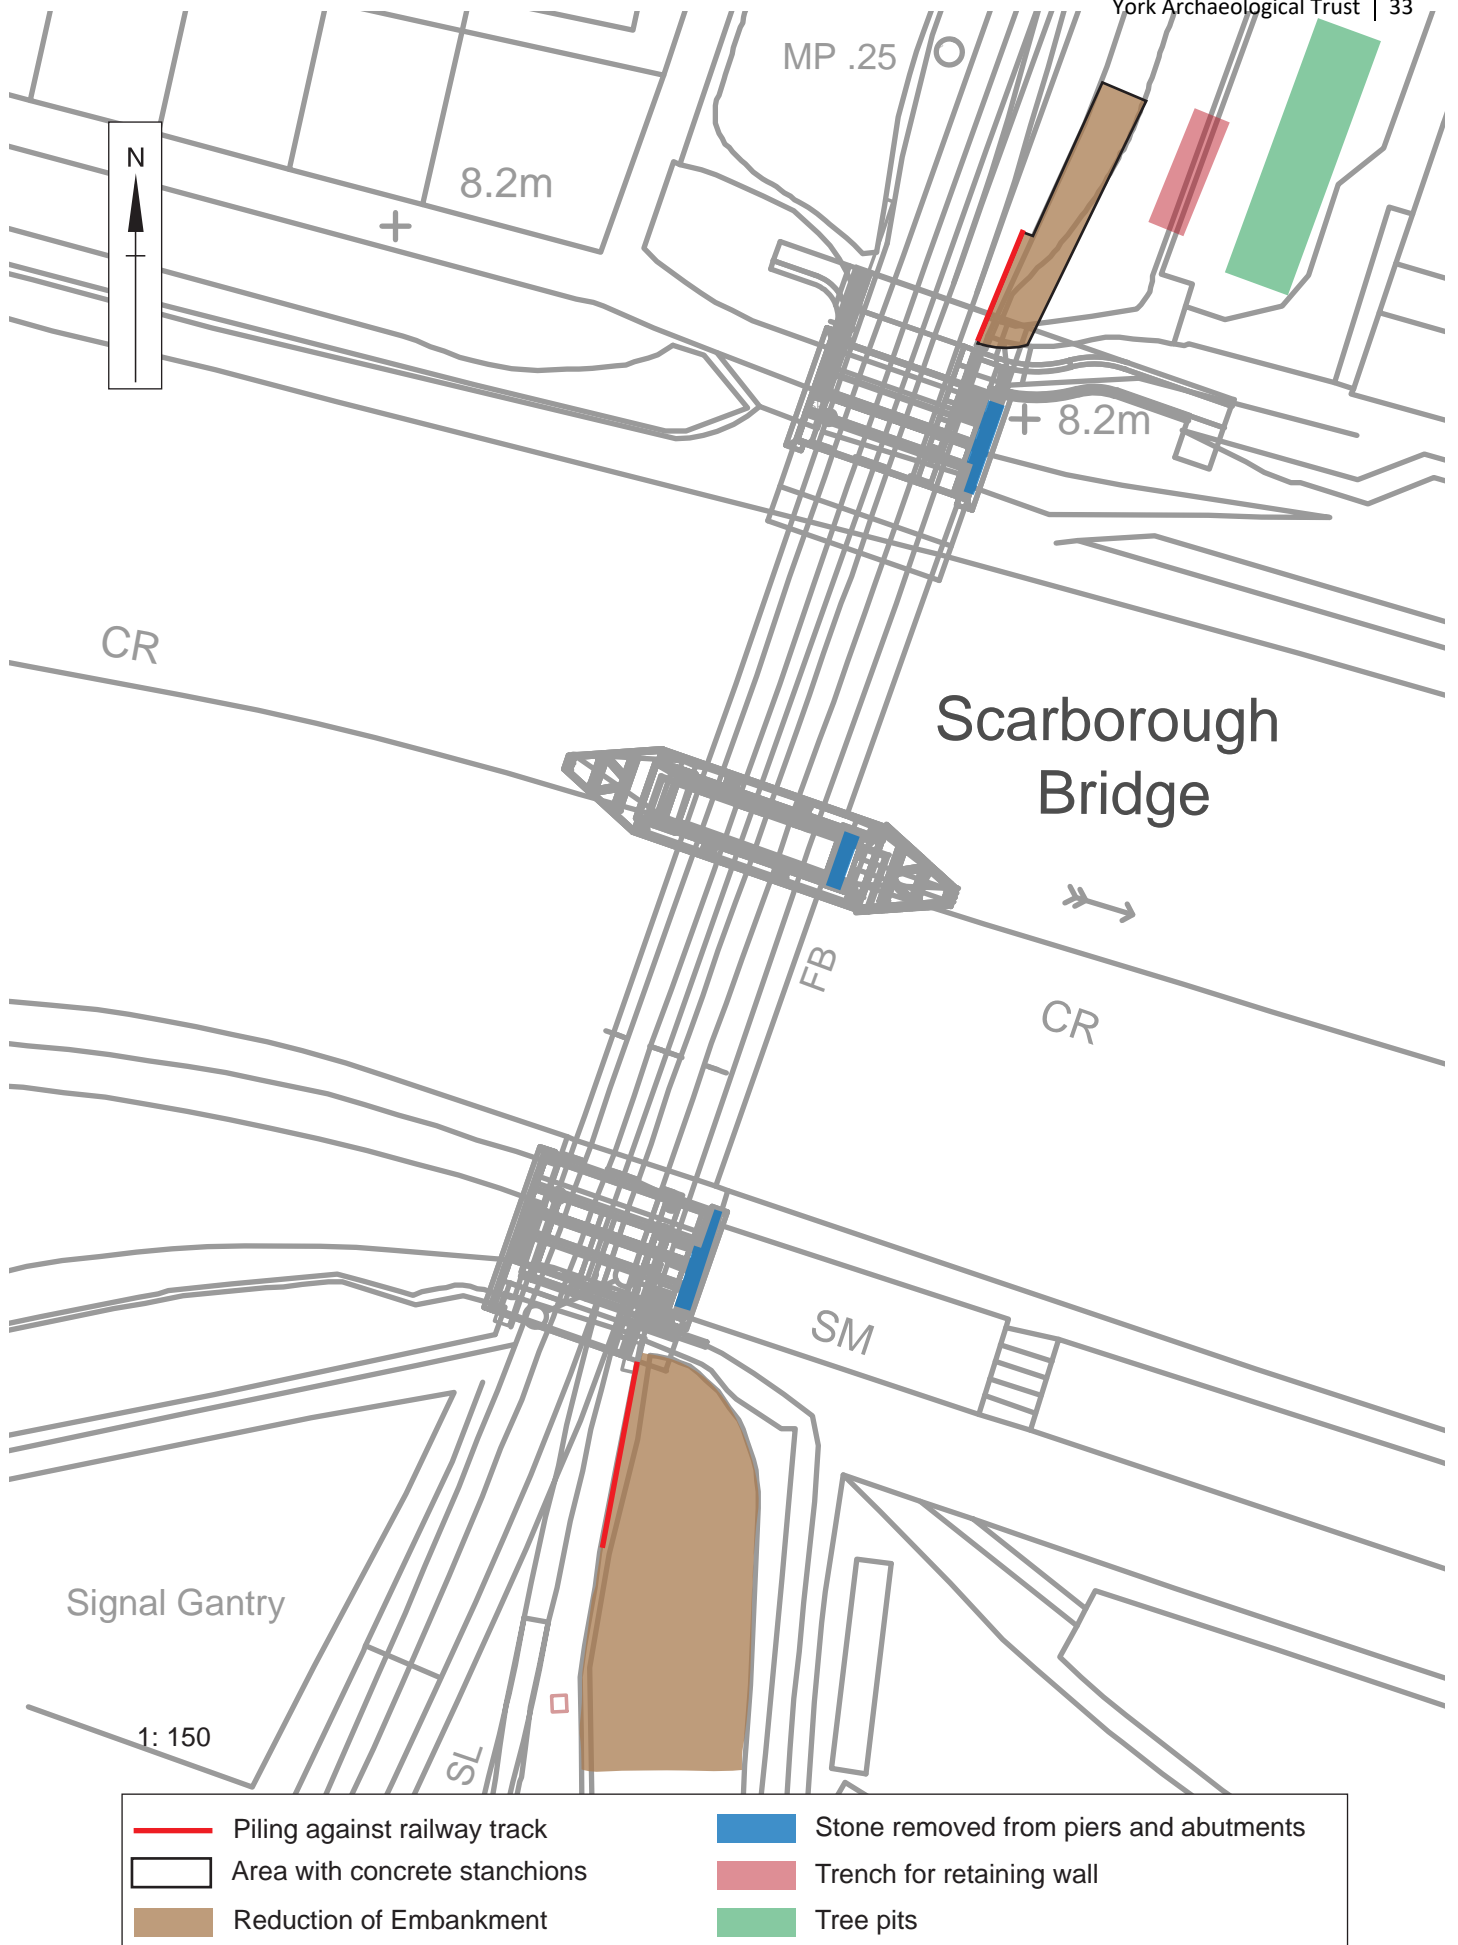 York Archaeological Trust | 33
MP .25
N
8.2m
8.2m
CR
Scarborough
Bridge
FB
CR
SM
Signal Gantry
1: 150
SL
Piling against railway track
Area with concrete stanchions
Reduction of Embankment
Stone removed from piers and abutments
Trench for retaining wall
Tree pits